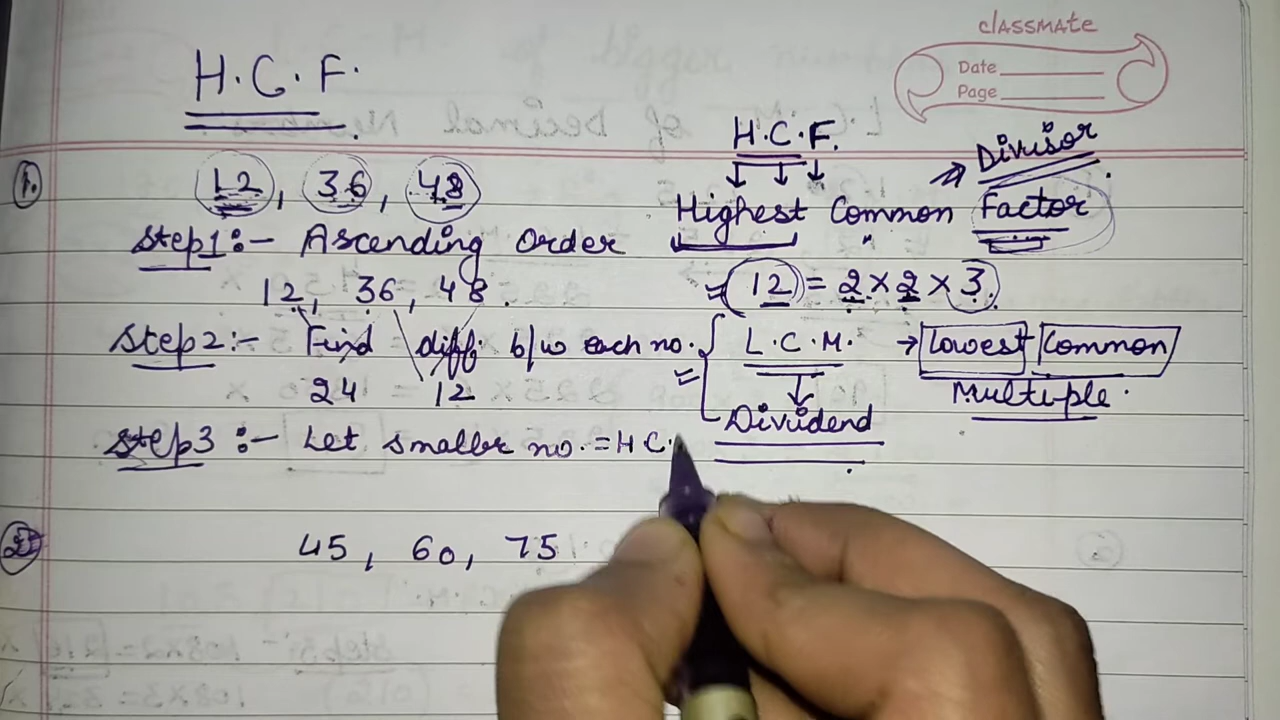 classmate
Date
Page
H.C.F.
H.C.F.
Divisor
1. 12, 36, 48
Highest Common Factor
Step1:- Ascending Order
12, 36, 48.
12 = 2 × 2 × 3.
Step2:- Find diff. b/w each no.
24 12
L.C.M. → Lowest Common
Multiple.
Dividend
Step3:- Let smaller no. = H C.
2 45, 60, 75